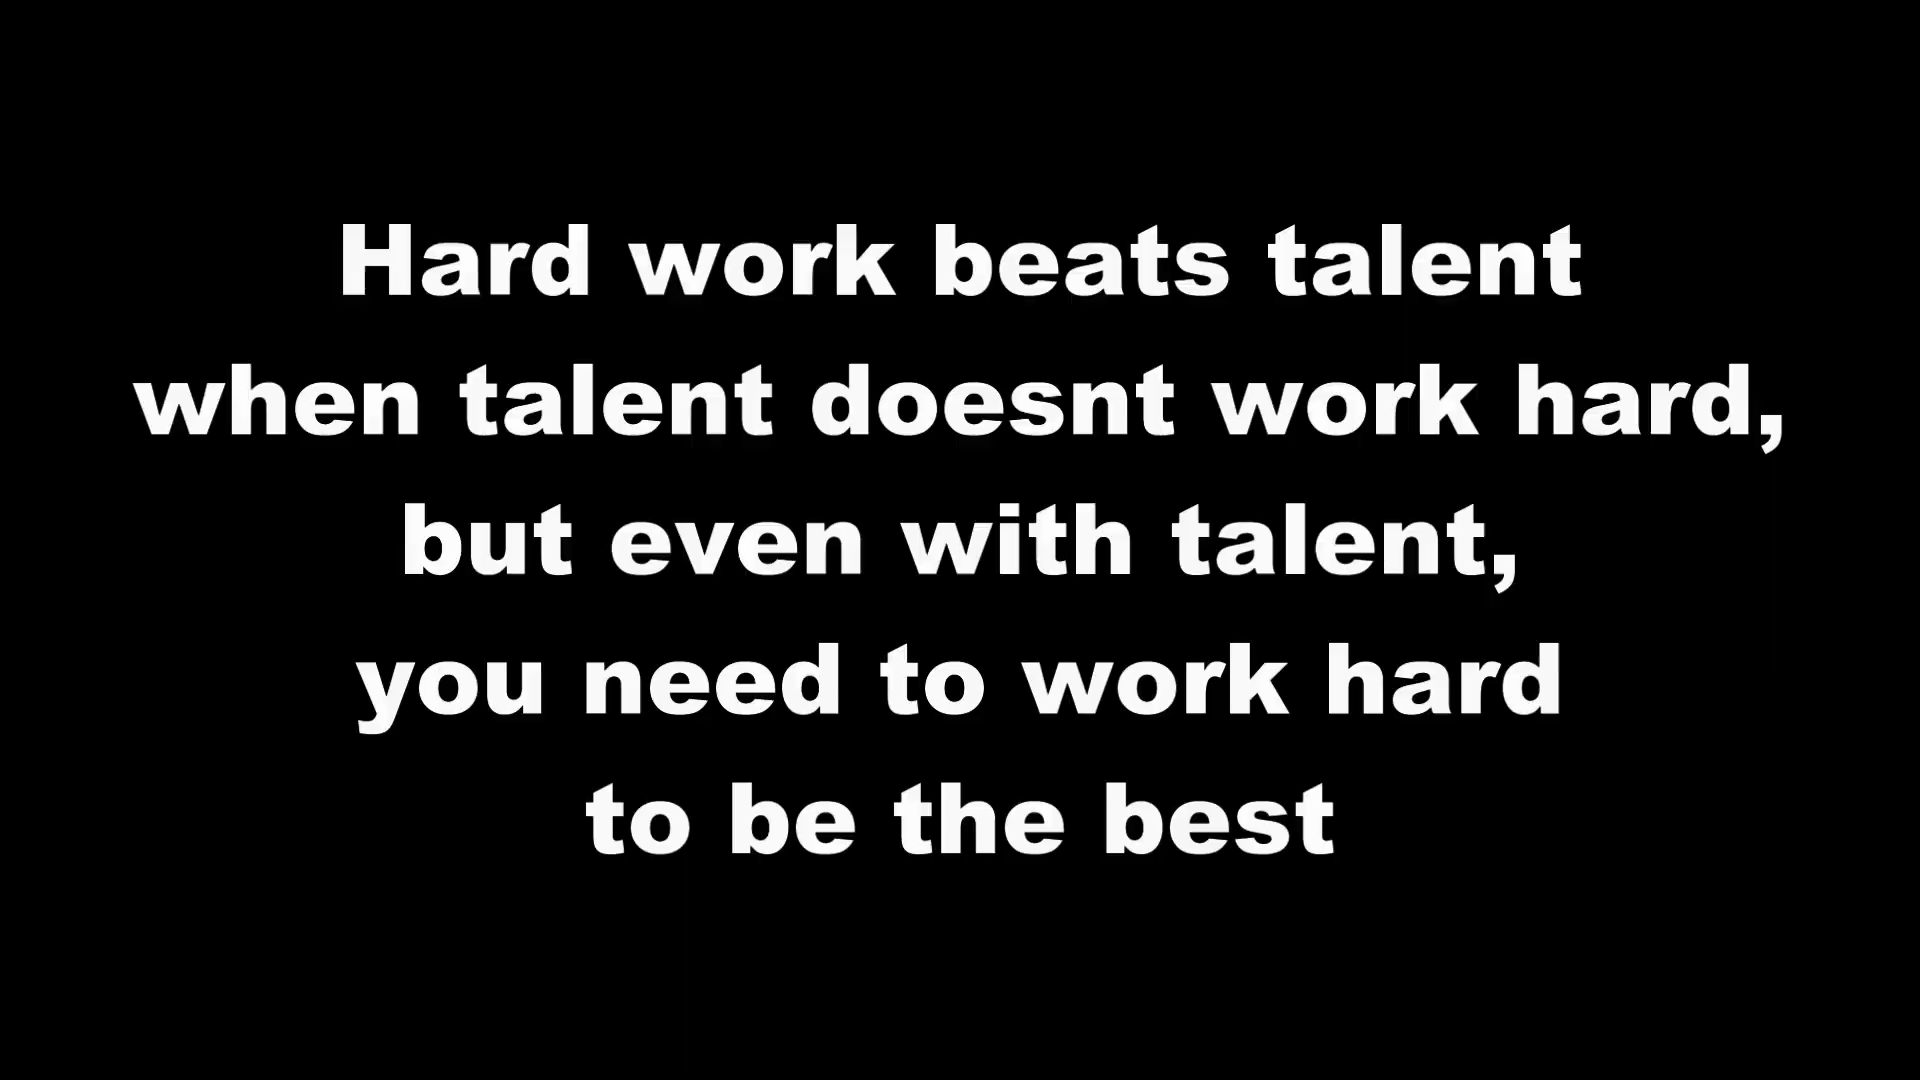 Hard work beats talent
when talent doesnt work hard,
but even with talent,
you need to work hard
to be the best